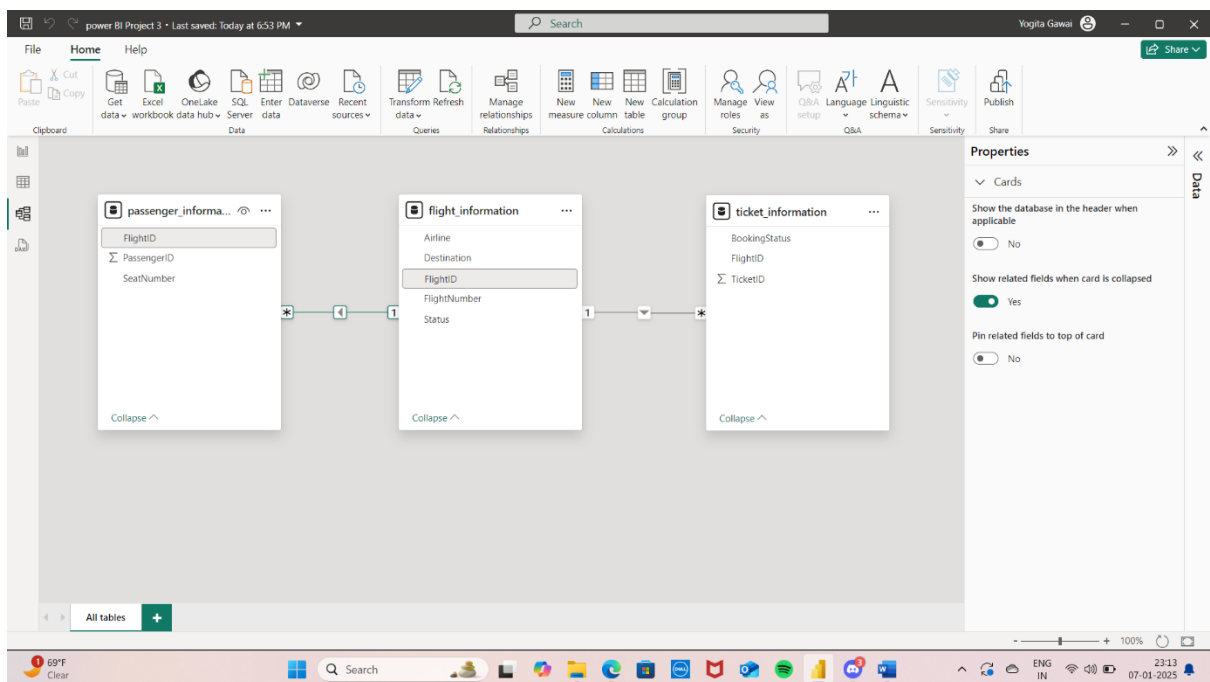 power BI Project 3 • Last saved: Today at 6:53 PM
Search
Yogita Gawai
File Home Help
Share
Paste
Cut
Copy
Clipboard
Get data
Excel workbook
OneLake data hub
SQL Server
Enter data
Dataverse
Recent sources
Data
Transform data
Refresh
Queries
Manage relationships
Relationships
New measure
New column
New table
Calculation group
Calculations
Manage roles
View as
Security
Q&A setup
Language
Linguistic schema
Q&A
Sensitivity
Sensitivity
Publish
Share
passenger_informa...
FlightID
PassengerID
SeatNumber
Collapse
flight_information
Airline
Destination
FlightID
FlightNumber
Status
Collapse
ticket_information
BookingStatus
FlightID
TicketID
Collapse
* 1
1 *
Properties
Data
Cards
Show the database in the header when
applicable
No
Show related fields when card is collapsed
Yes
Pin related fields to top of card
No
All tables
+
- + 100%
1
69°F
Clear
Search
3
ENG
IN
23:13
07-01-2025